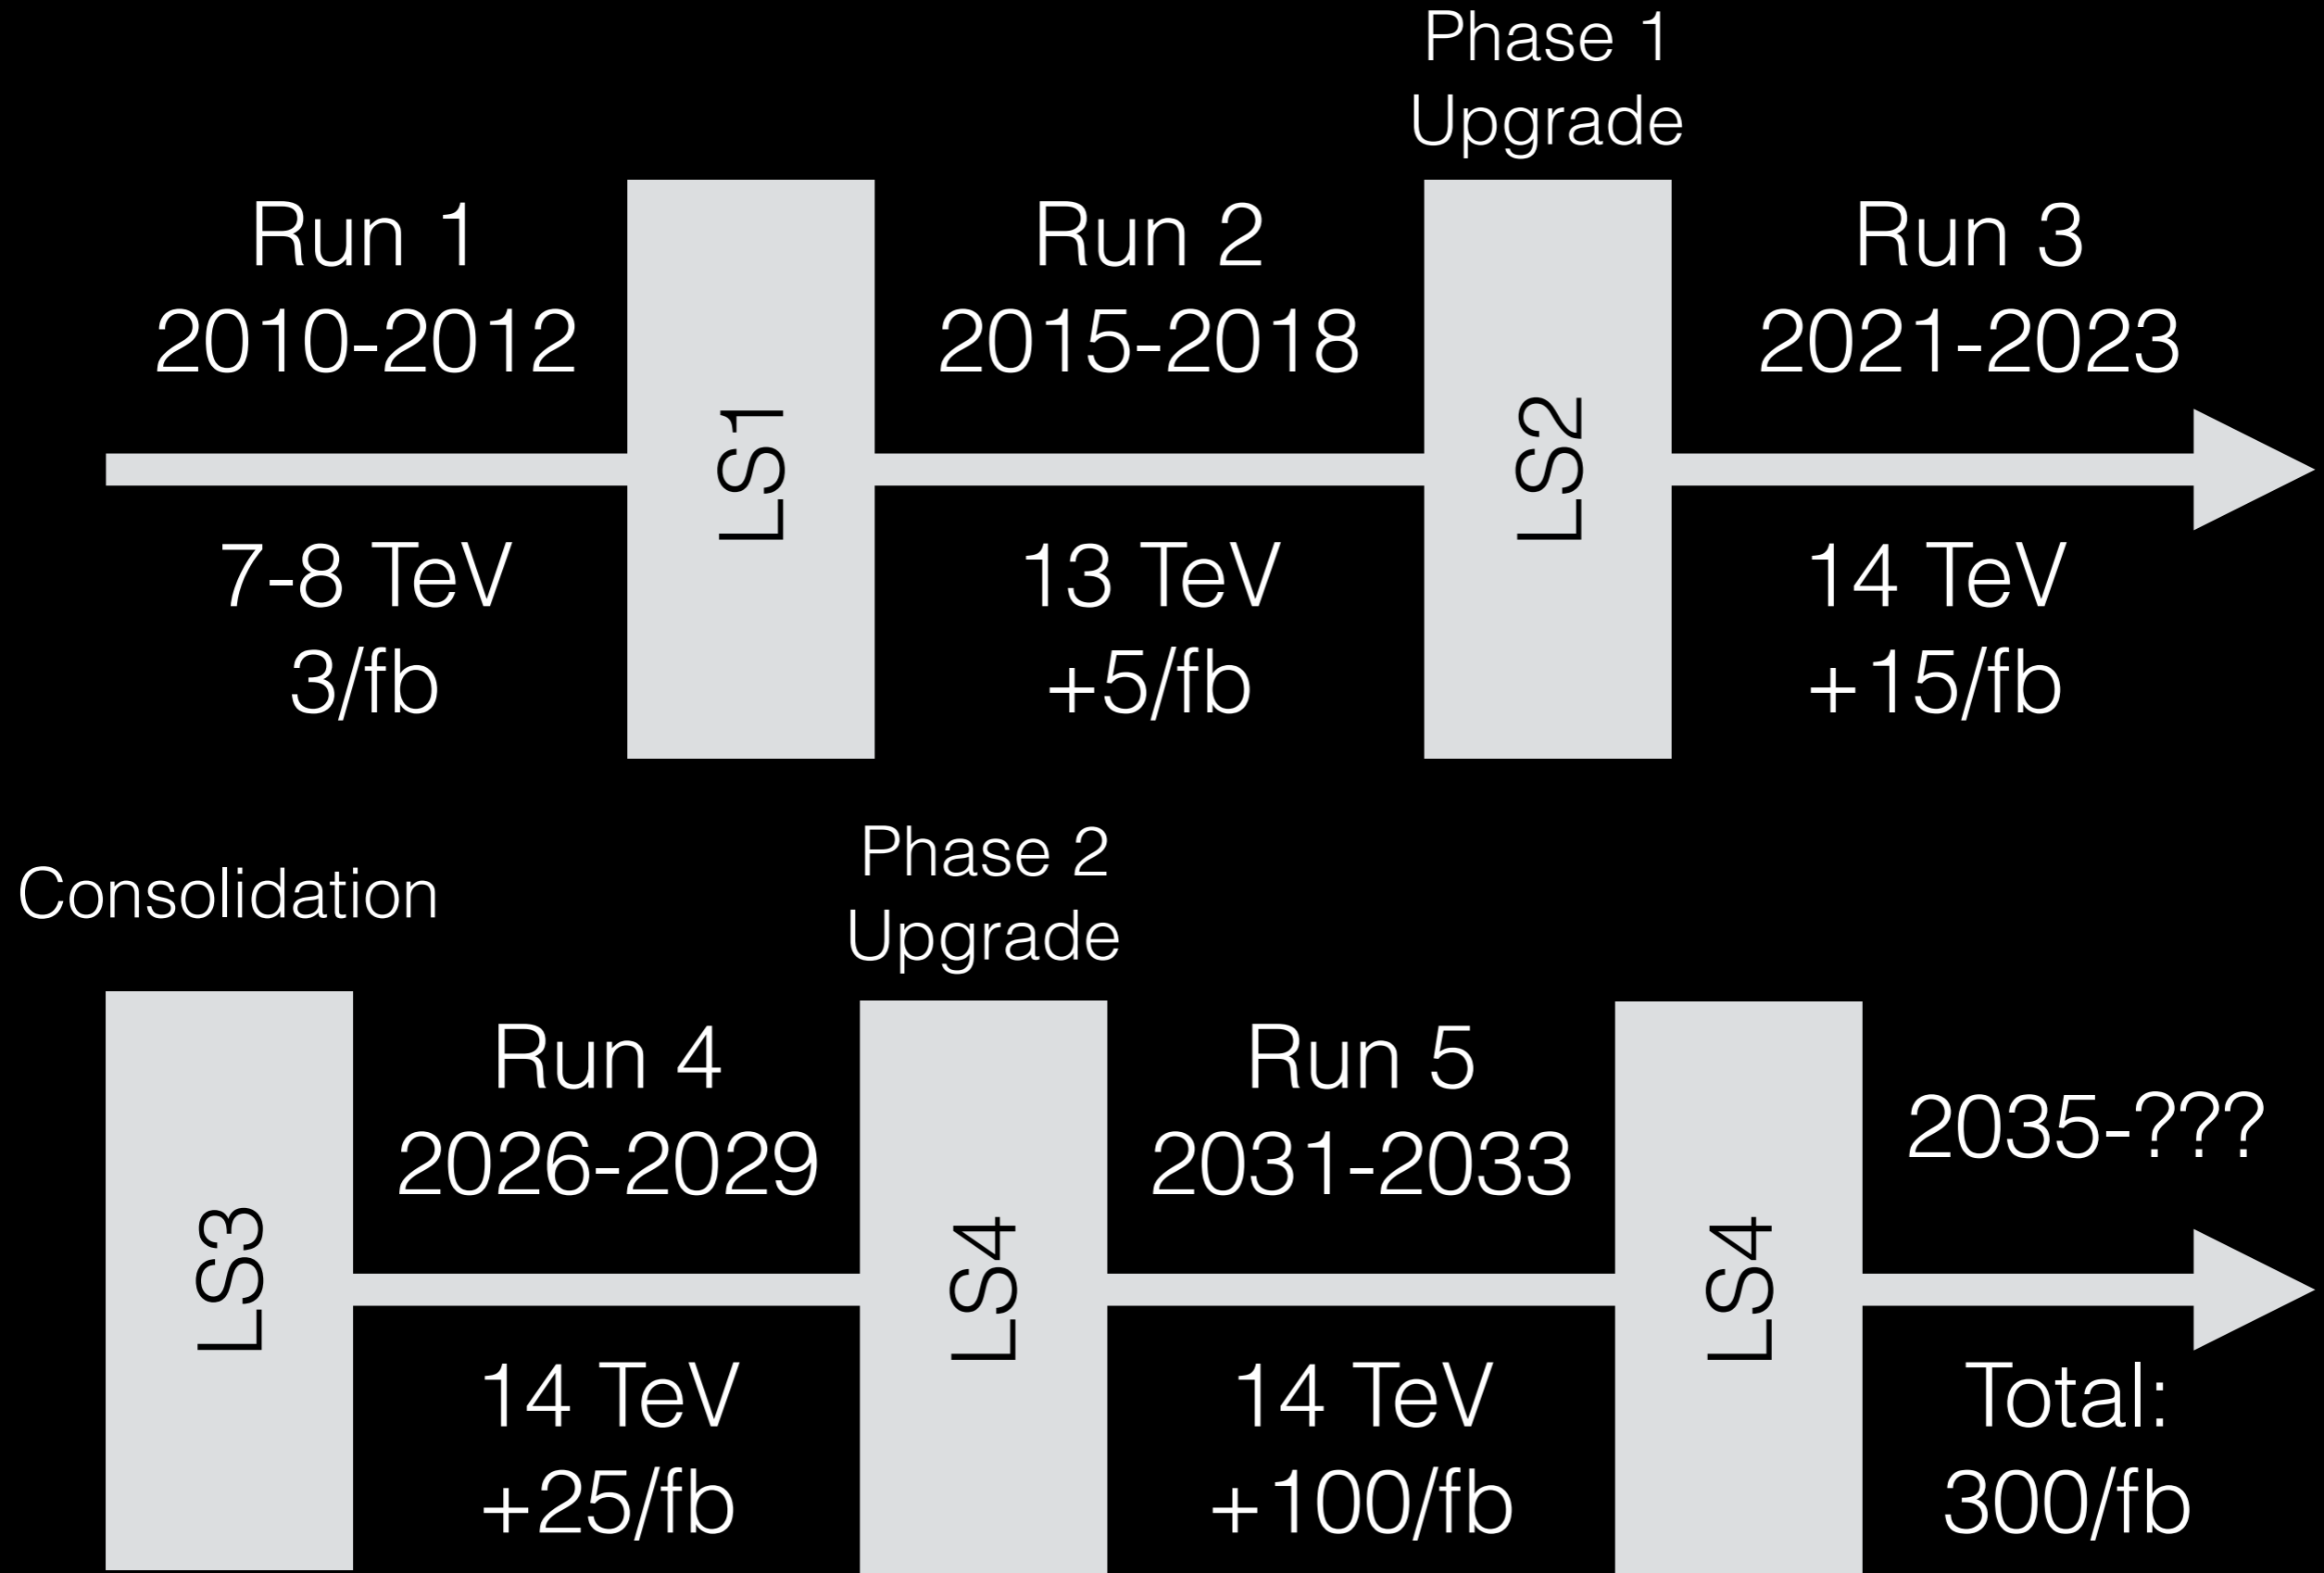 Phase 1
Upgrade
Run 1
2010-2012
LS1
Run 2
2015-2018
LS2
Run 3
2021-2023
7-8 TeV
3/fb
13 TeV
+5/fb
14 TeV
+15/fb
Consolidation
Phase 2
Upgrade
LS3
Run 4
2026-2029
LS4
Run 5
2031-2033
LS4
2035-???
14 TeV
+25/fb
14 TeV
+100/fb
Total:
300/fb